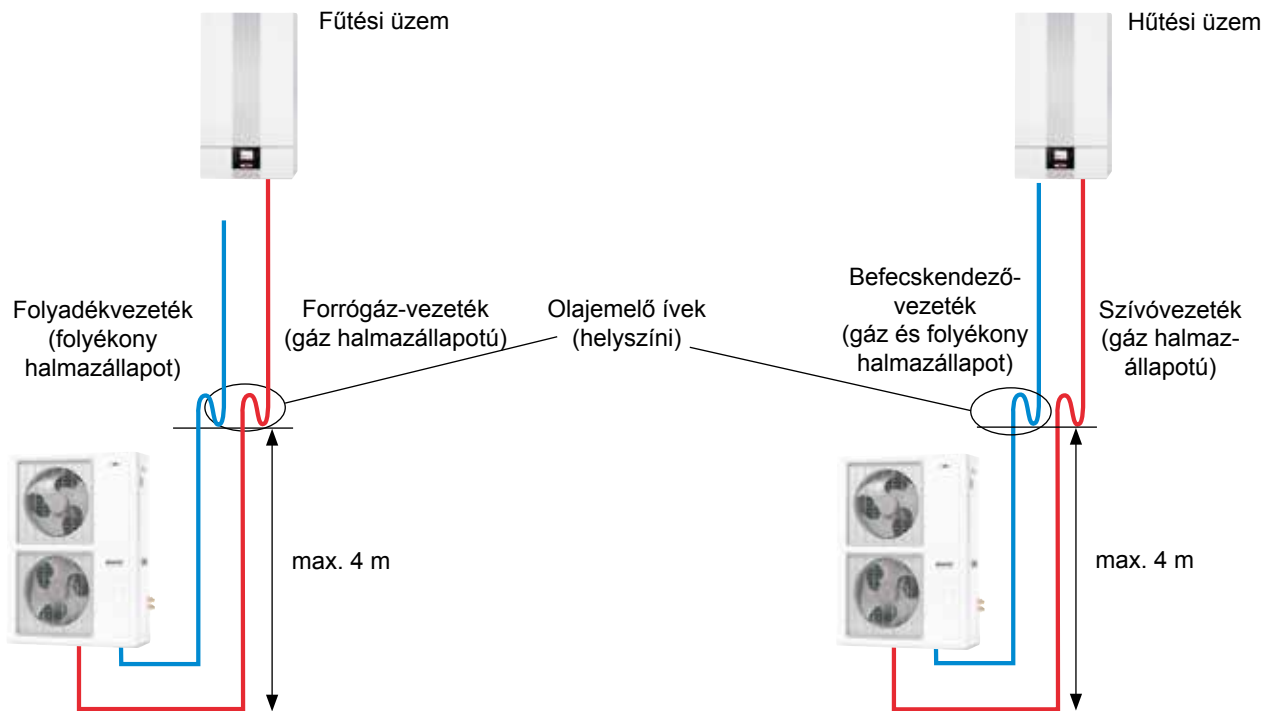 Fűtési üzem
Hűtési üzem
Folyadékvezeték
(folyékony
halmazállapot)
Forrógáz-vezeték
(gáz halmazállapotú)
Olajemelő ívek
(helyszíni)
Befecskendező-
vezeték
(gáz és folyékony
halmazállapot)
Szívóvezeték
(gáz halmaz-
állapotú)
max. 4 m
max. 4 m